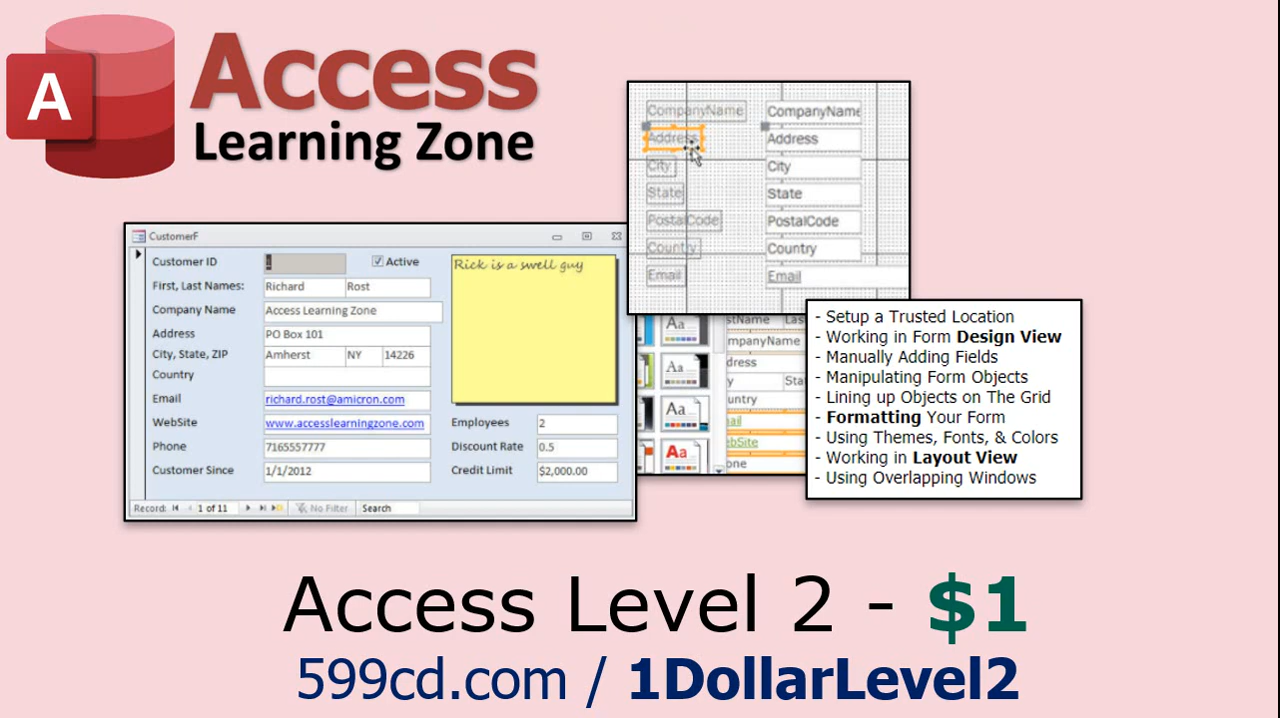 A
Access
Learning Zone
CompanyName CompanyName
Address Address
City City
State State
PostalCode PostalCode
Country Country
Email Email
CustomerF
Customer ID
Active
First, Last Names: Richard Rost
Company Name Access Learning Zone
Address PO Box 101
City, State, ZIP Amherst NY 14226
Country
Email richard.rost@amicron.com
WebSite www.accesslearningzone.com
Phone 7165557777
Customer Since 1/1/2012
Rick is a swell guy
Employees 2
Discount Rate 0.5
Credit Limit $2,000.00
Record: 1 of 11 No Filter Search
Aa
Aa
Aa
Aa
- Setup a Trusted Location
- Working in Form Design View
- Manually Adding Fields
- Manipulating Form Objects
- Lining up Objects on The Grid
- Formatting Your Form
- Using Themes, Fonts, & Colors
- Working in Layout View
- Using Overlapping Windows
Access Level 2 - $1
599cd.com / 1DollarLevel2